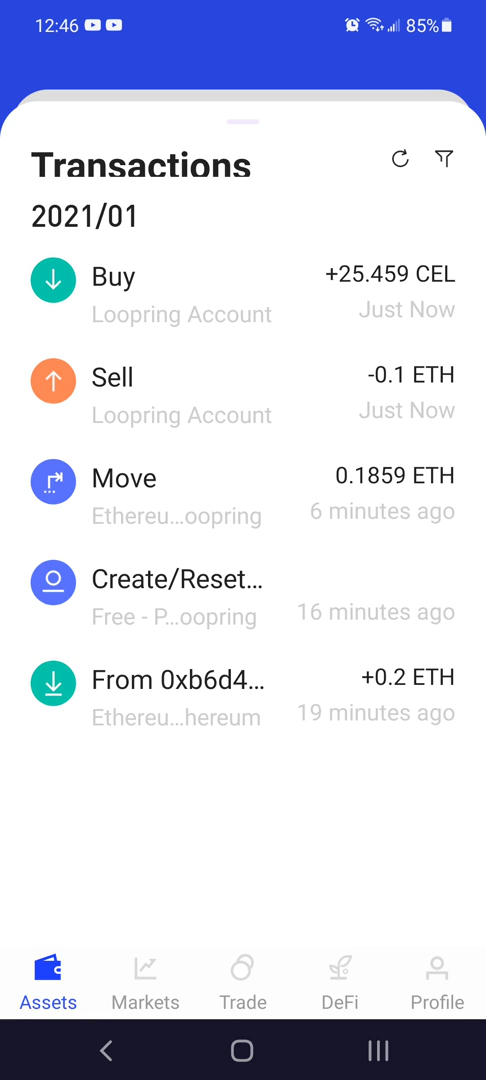 12:46 85%
Transactions
2021/01
Buy +25.459 CEL
Loopring Account Just Now
Sell -0.1 ETH
Loopring Account Just Now
Move 0.1859 ETH
Ethereu...oopring 6 minutes ago
Create/Reset...
Free - P...oopring 16 minutes ago
From 0xb6d4... +0.2 ETH
Ethereu...hereum 19 minutes ago
Assets Markets Trade DeFi Profile